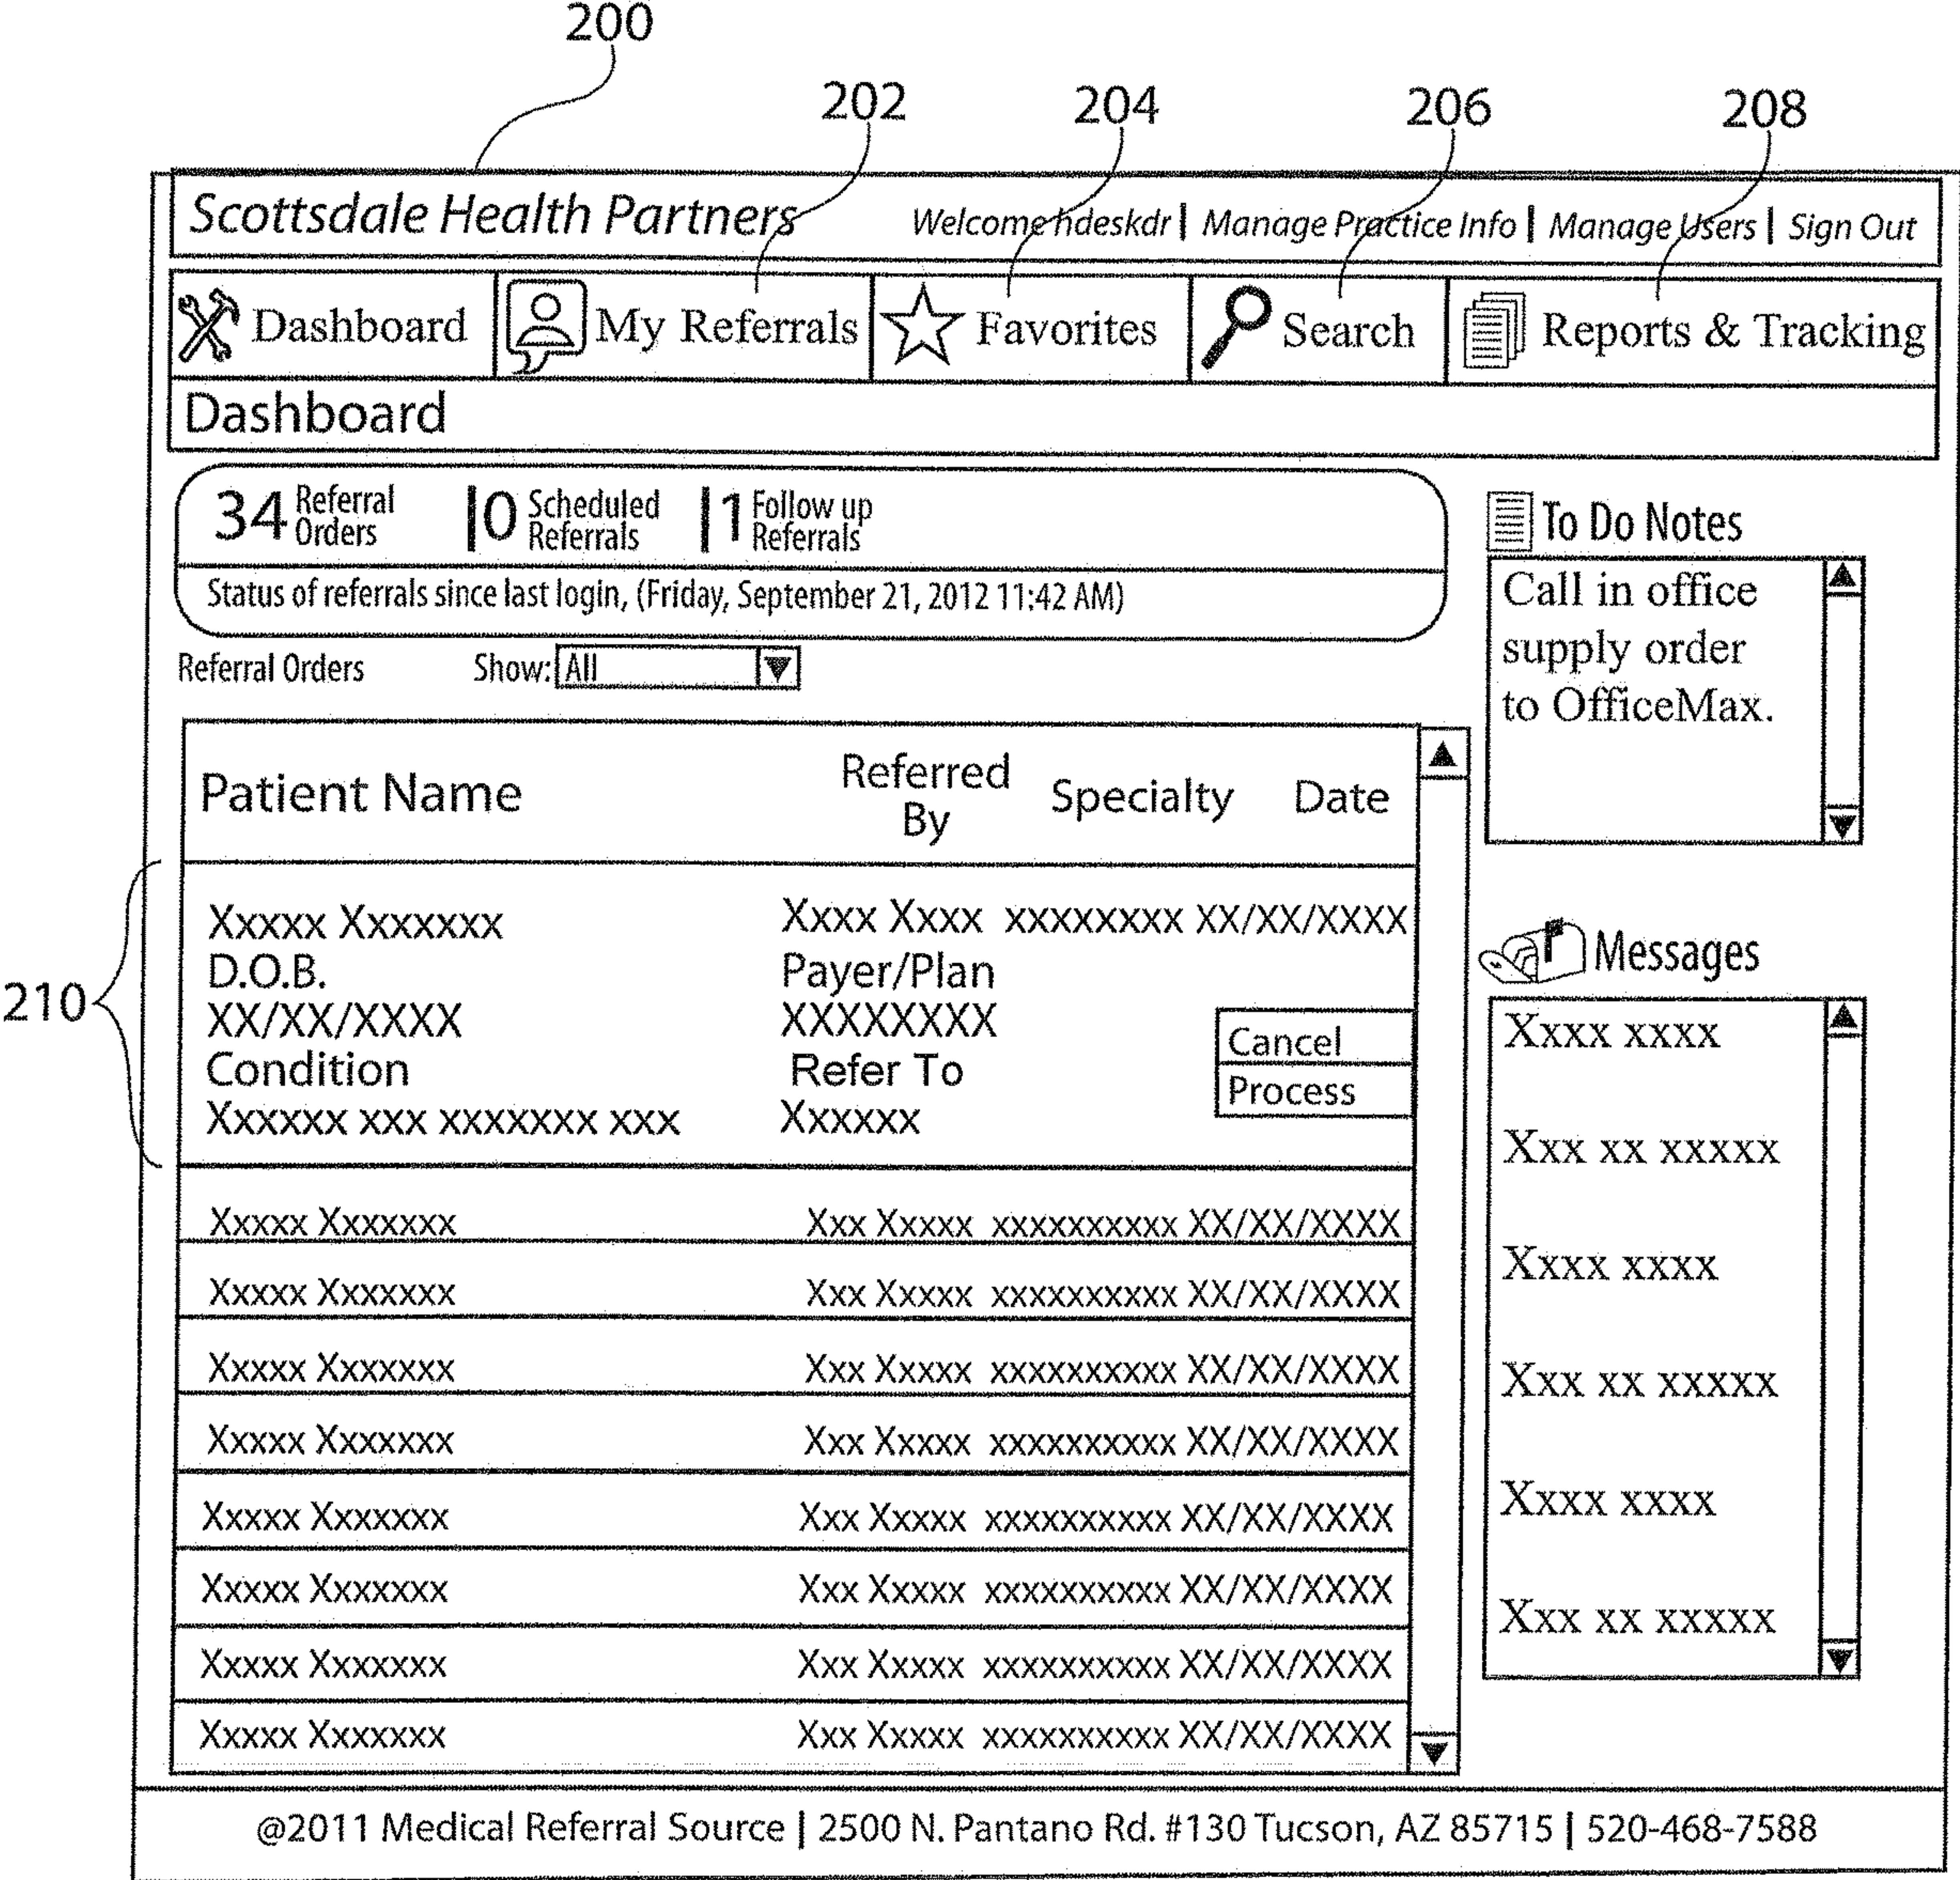 200
202 204 206 208
Scottsdale Health Partners Welcome hdeskdr | Manage Practice Info | Manage Users | Sign Out
Dashboard My Referrals Favorites Search Reports & Tracking
Dashboard
34 Referral Orders |0 Scheduled Referrals |1 Follow up Referrals
Status of referrals since last login, (Friday, September 21, 2012 11:42 AM)
Referral Orders Show: All
To Do Notes
Call in office
supply order
to OfficeMax.
Patient Name Referred By Specialty Date
210
Xxxxx Xxxxxxx Xxxx Xxxx xxxxxxxx XX/XX/XXXX
D.O.B. Payer/Plan
XX/XX/XXXX XXXXXXXX
Cancel
Condition Refer To
Process
Xxxxxx xxx xxxxxxx xxx Xxxxxx
Xxxxx Xxxxxxx Xxx Xxxxx xxxxxxxxxx XX/XX/XXXX
Xxxxx Xxxxxxx Xxx Xxxxx xxxxxxxxxx XX/XX/XXXX
Xxxxx Xxxxxxx Xxx Xxxxx xxxxxxxxxx XX/XX/XXXX
Xxxxx Xxxxxxx Xxx Xxxxx xxxxxxxxxx XX/XX/XXXX
Xxxxx Xxxxxxx Xxx Xxxxx xxxxxxxxxx XX/XX/XXXX
Xxxxx Xxxxxxx Xxx Xxxxx xxxxxxxxxx XX/XX/XXXX
Xxxxx Xxxxxxx Xxx Xxxxx xxxxxxxxxx XX/XX/XXXX
Xxxxx Xxxxxxx Xxx Xxxxx xxxxxxxxxx XX/XX/XXXX
Messages
Xxxx xxxx
Xxx xx xxxxx
Xxxx xxxx
Xxx xx xxxxx
Xxxx xxxx
Xxx xx xxxxx
@2011 Medical Referral Source | 2500 N. Pantano Rd. #130 Tucson, AZ 85715 | 520-468-7588